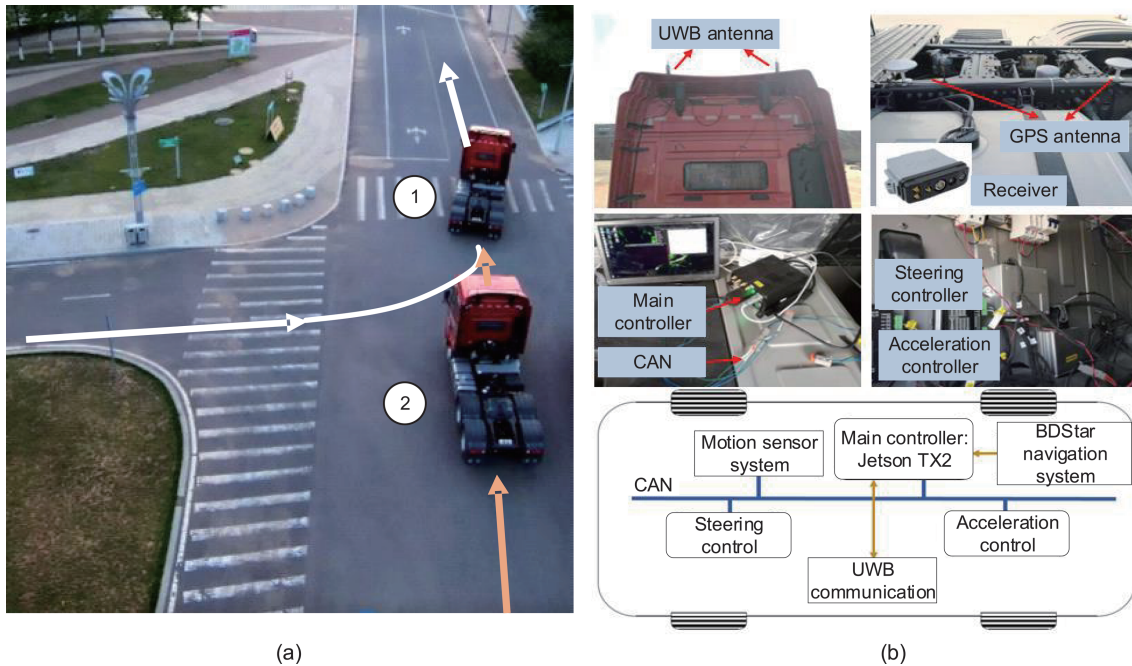 1
2
(a)
UWB antenna
GPS antenna
Receiver
Main
controller
CAN
Steering
controller
Acceleration
controller
Motion sensor
system
Main controller:
Jetson TX2
BDStar
navigation
system
CAN
Steering
control
Acceleration
control
UWB
communication
(b)